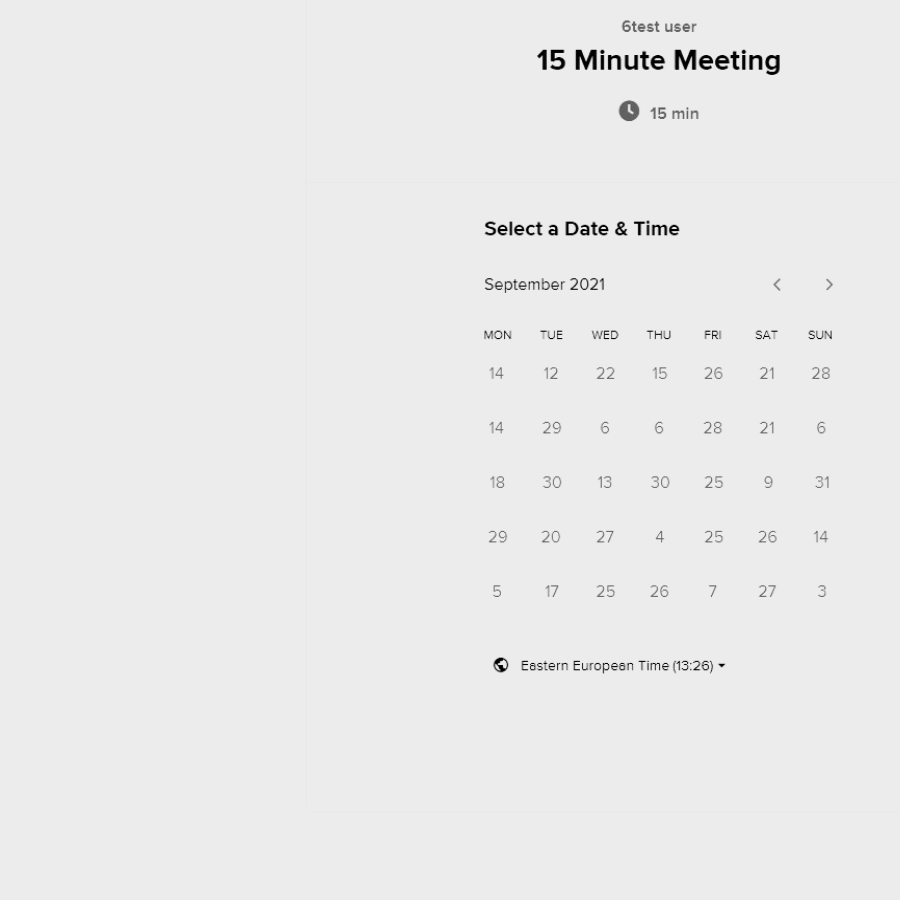 6test user
15 Minute Meeting
15 min
Select a Date & Time
September 2021
MON TUE WED THU FRI SAT SUN
14 12 22 15 26 21 28
14 29 6 6 28 21 6
18 30 13 30 25 9 31
29 20 27 4 25 26 14
5 17 25 26 7 27 3
Eastern European Time (13:26)